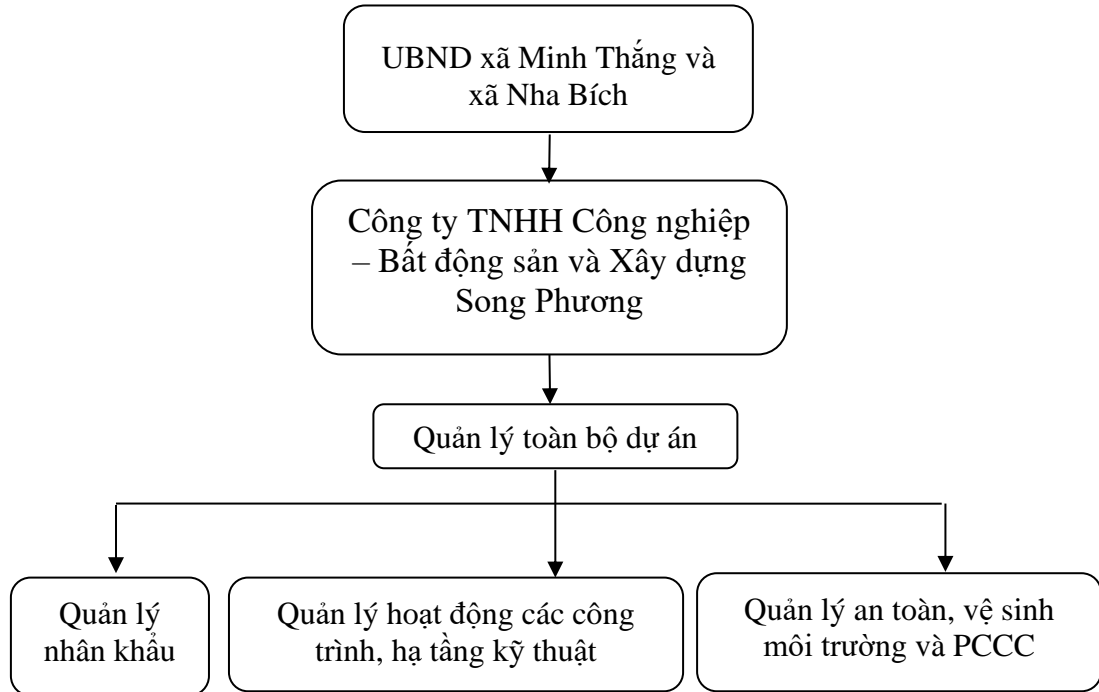 UBND xã Minh Thắng và
xã Nha Bích
Công ty TNHH Công nghiệp
– Bất động sản và Xây dựng
Song Phương
Quản lý toàn bộ dự án
Quản lý
nhân khẩu
Quản lý hoạt động các công
trình, hạ tầng kỹ thuật
Quản lý an toàn, vệ sinh
môi trường và PCCC